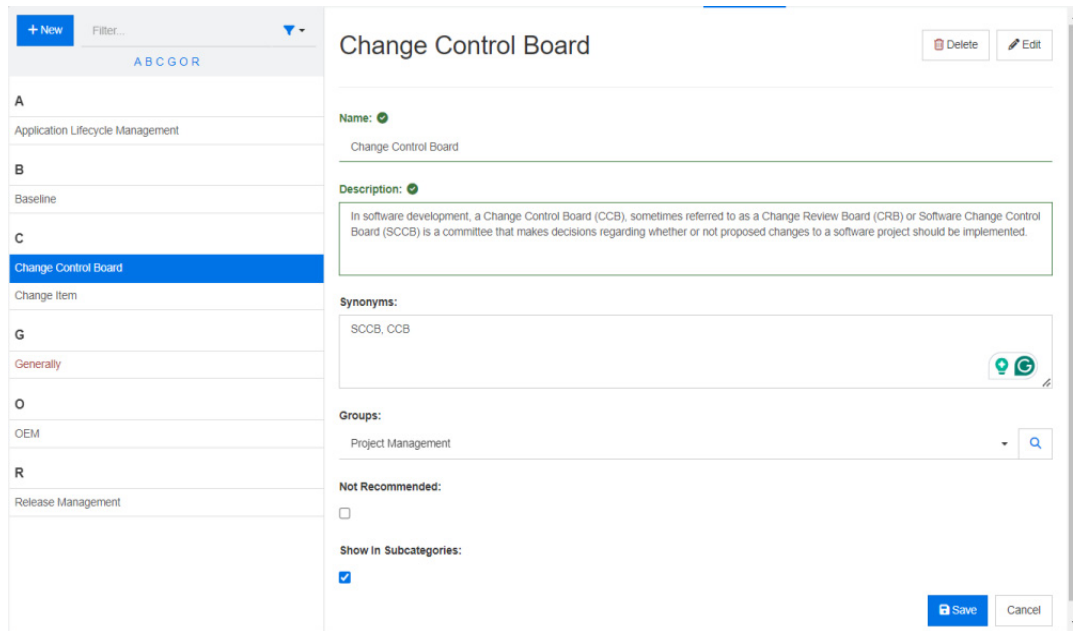 + New
Filter...
A B C G O R
A
Application Lifecycle Management
B
Baseline
C
Change Control Board
Change Item
G
Generally
O
OEM
R
Release Management
Change Control Board
Delete
Edit
Name:
Change Control Board
Description:
In software development, a Change Control Board (CCB), sometimes referred to as a Change Review Board (CRB) or Software Change Control
Board (SCCB) is a committee that makes decisions regarding whether or not proposed changes to a software project should be implemented.
Synonyms:
SCCB, CCB
Groups:
Project Management
Not Recommended:
Show In Subcategories:
Save
Cancel